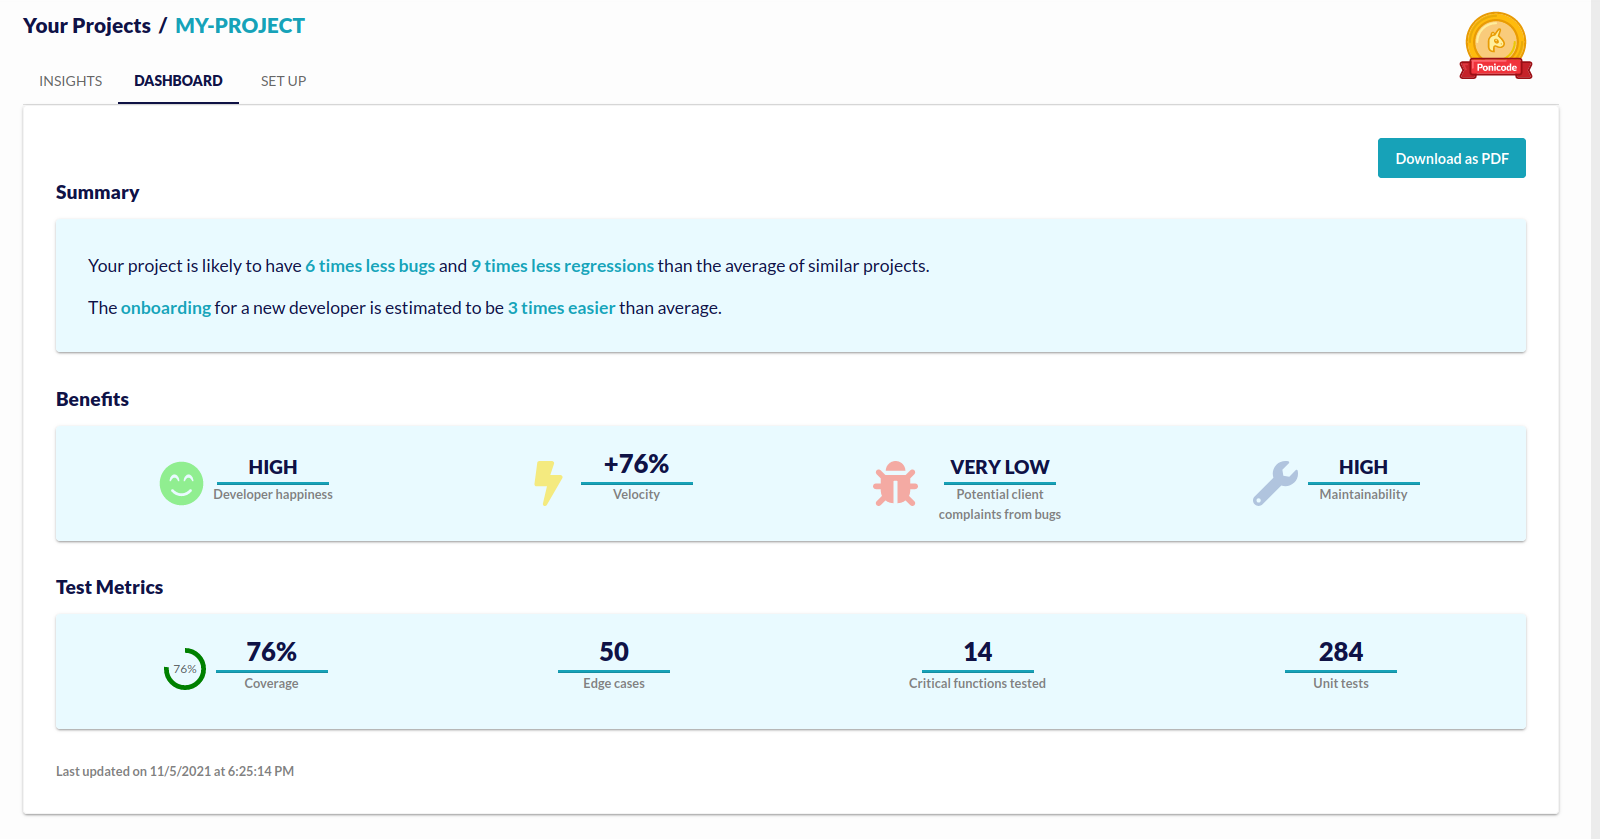 Your Projects / MY-PROJECT
Ponicode
INSIGHTS DASHBOARD SET UP
Download as PDF
Summary
Your project is likely to have 6 times less bugs and 9 times less regressions than the average of similar projects.
The onboarding for a new developer is estimated to be 3 times easier than average.
Benefits
HIGH
Developer happiness
+76%
Velocity
VERY LOW
Potential client
complaints from bugs
HIGH
Maintainability
Test Metrics
76%
76%
Coverage
50
Edge cases
14
Critical functions tested
284
Unit tests
Last updated on 11/5/2021 at 6:25:14 PM